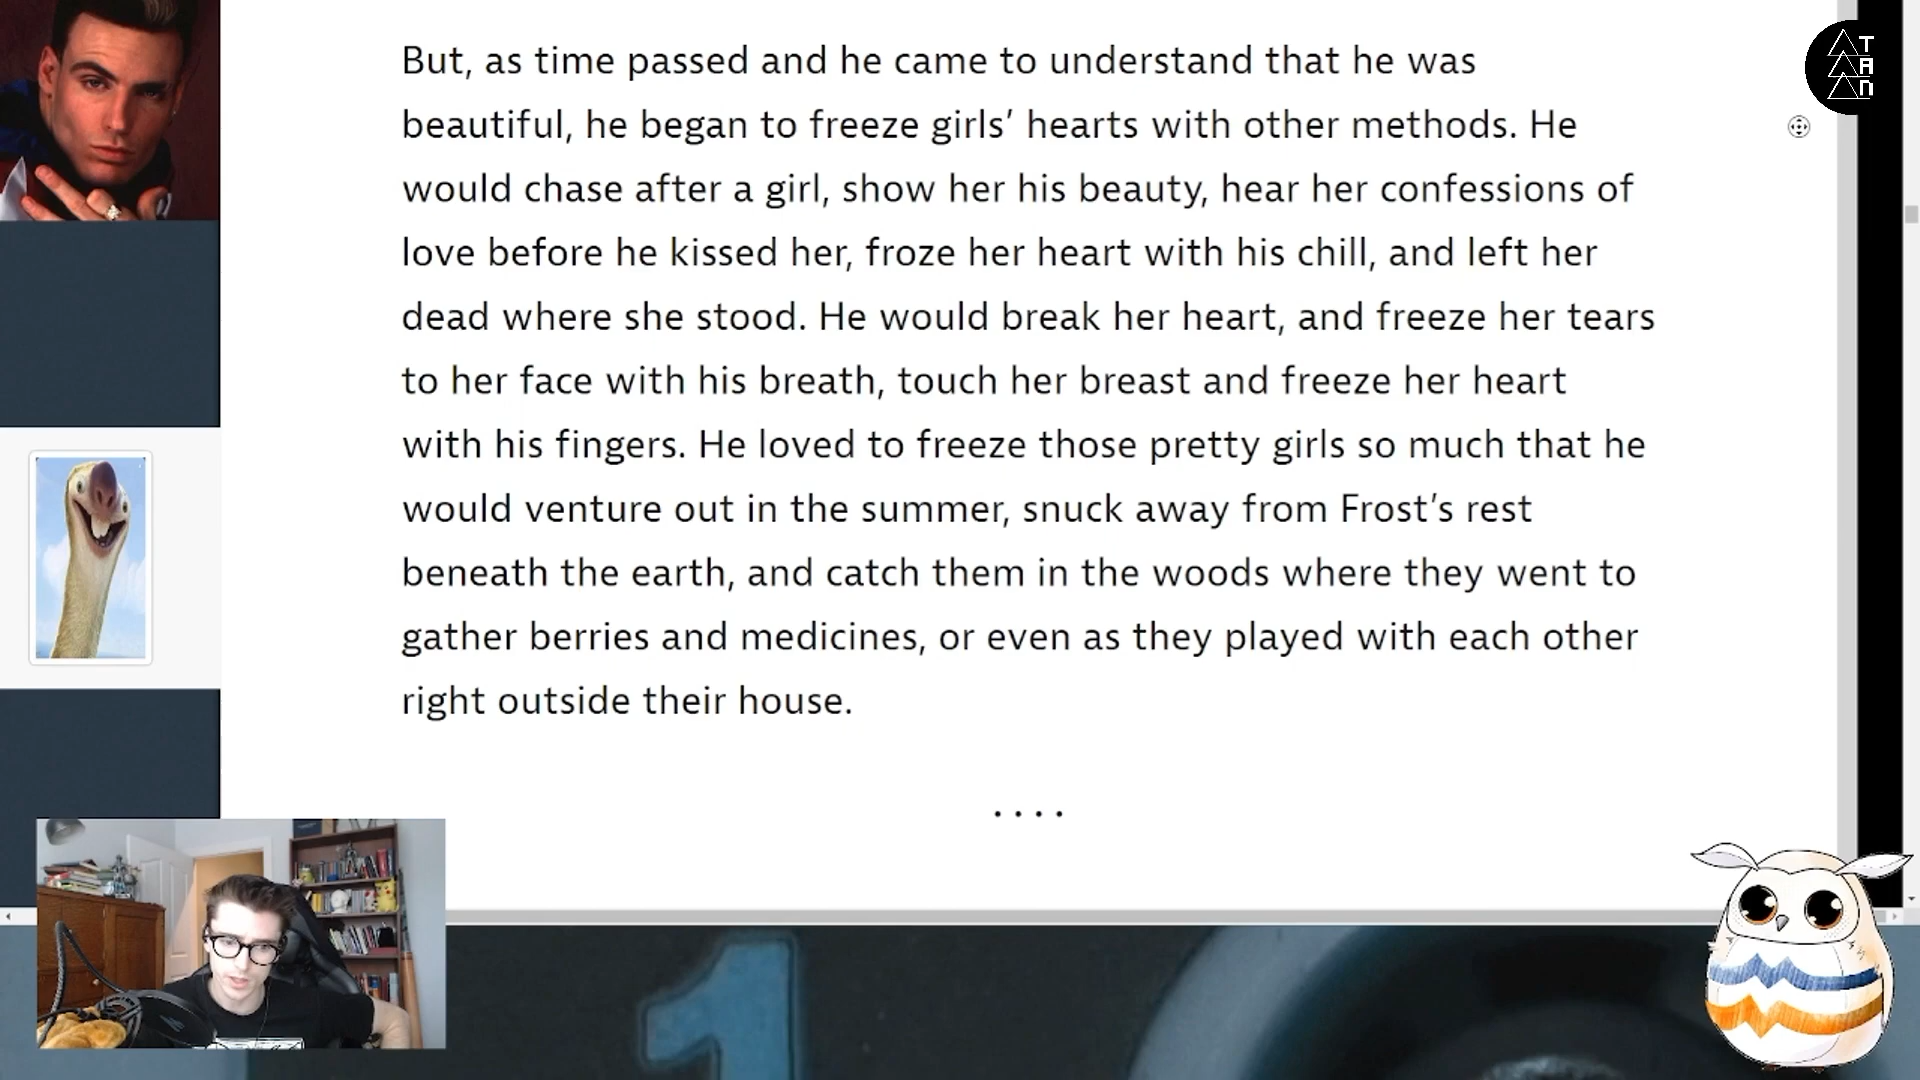 But, as time passed and he came to understand that he was
beautiful, he began to freeze girls’ hearts with other methods. He
would chase after a girl, show her his beauty, hear her confessions of
love before he kissed her, froze her heart with his chill, and left her
dead where she stood. He would break her heart, and freeze her tears
to her face with his breath, touch her breast and freeze her heart
with his fingers. He loved to freeze those pretty girls so much that he
would venture out in the summer, snuck away from Frost’s rest
beneath the earth, and catch them in the woods where they went to
gather berries and medicines, or even as they played with each other
right outside their house.
. . . .
TAN
1